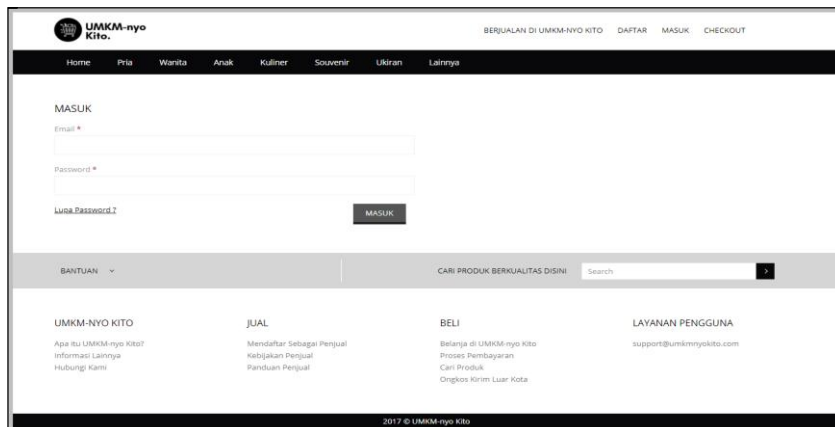 UMKM-nyo
Kito.
BERJUALAN DI UMKM-NYO KITO DAFTAR MASUK CHECKOUT
Home Pria Wanita Anak Kuliner Souvenir Ukiran Lainnya
MASUK
Email *
Password *
Lupa Password ?
MASUK
BANTUAN
CARI PRODUK BERKUALITAS DISINI Search
UMKM-NYO KITO
Apa itu UMKM-nyo Kito?
Informasi Lainnya
Hubungi Kami
JUAL
Mendaftar Sebagai Penjual
Kebijakan Penjual
Panduan Penjual
BELI
Belanja di UMKM-nyo Kito
Proses Pembayaran
Cari Produk
Ongkos Kirim Luar Kota
LAYANAN PENGGUNA
support@umkmnyokito.com
2017 © UMKM-nyo Kito